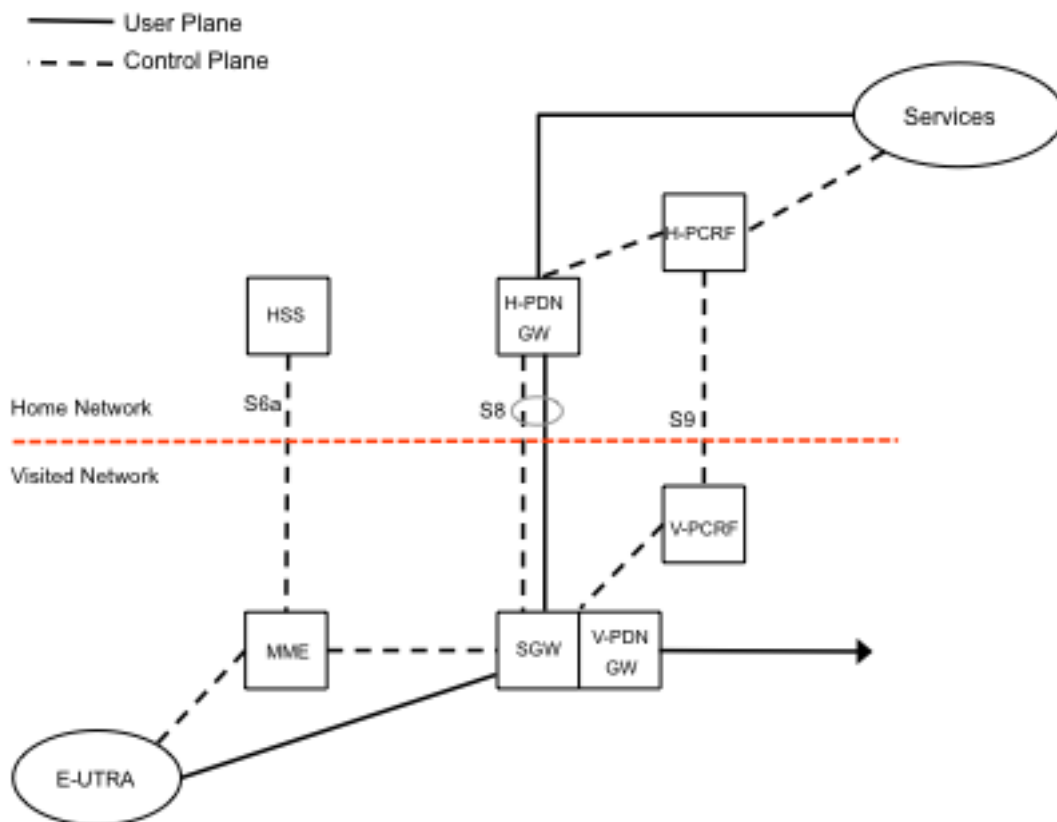 User Plane
Control Plane
Services
H-PCRF
H-PDN
GW
HSS
S6a
S8
S9
Home Network
Visited Network
V-PCRF
MME
SGW
V-PDN
GW
E-UTRA